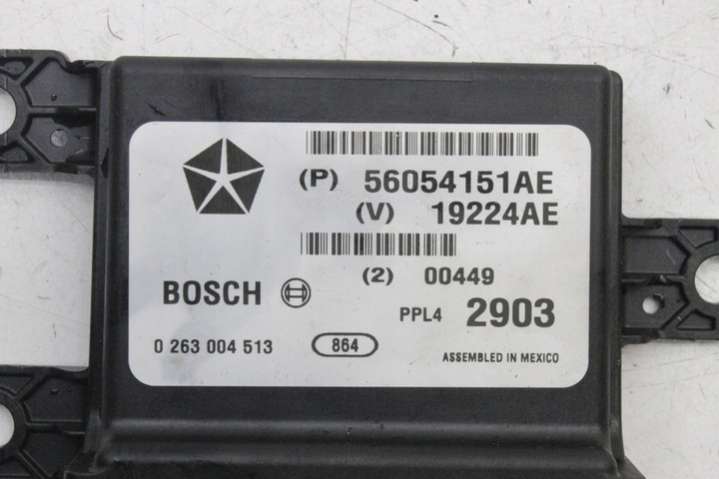 (P) 56054151AE
(V) 19224AE
(2) 00449
BOSCH
PPL4 2903
0 263 004 513
864
ASSEMBLED IN MEXICO